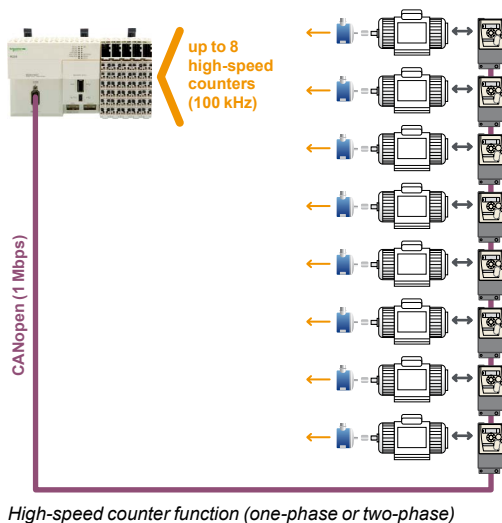 up to 8
high-speed
counters
(100 kHz)
CANopen (1 Mbps)
High-speed counter function (one-phase or two-phase)